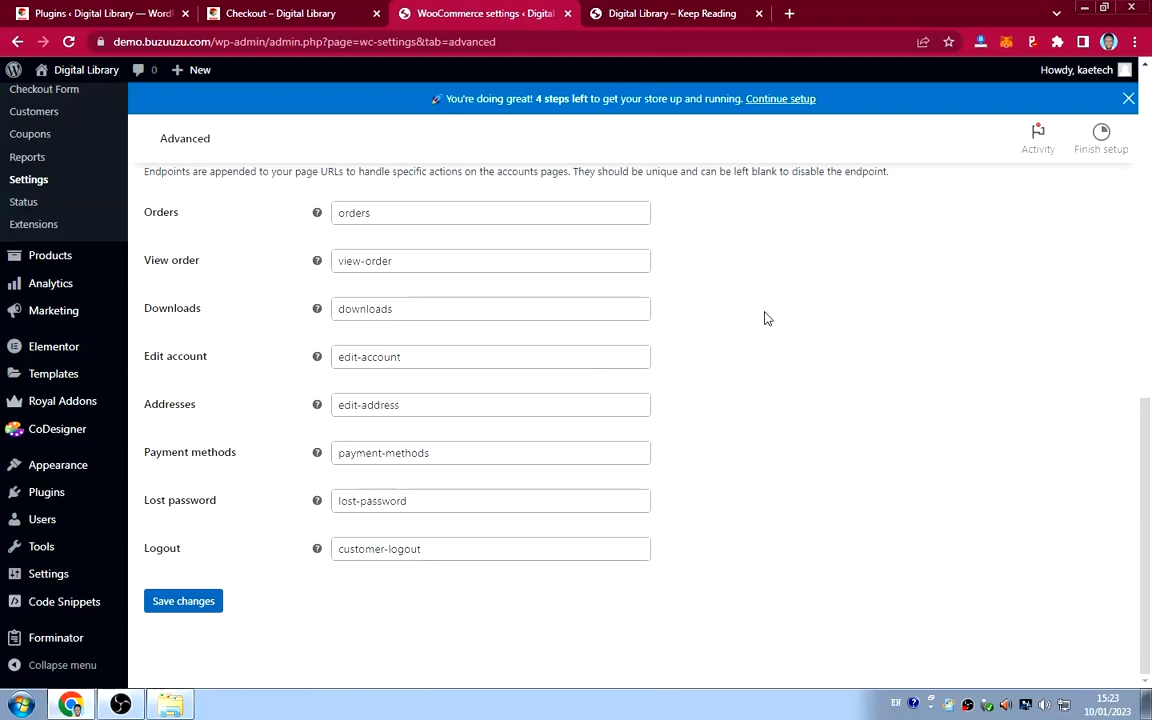 Plugins ‹ Digital Library — Word
Checkout – Digital Library
WooCommerce settings ‹ Digital
Digital Library – Keep Reading
demo.buzuuzu.com/wp-admin/admin.php?page=wc-settings&tab=advanced
Digital Library
0
New
Howdy, kaetech
Checkout Form
Customers
Coupons
Reports
Settings
Status
Extensions
Products
Analytics
Marketing
Elementor
Templates
Royal Addons
CoDesigner
Appearance
Plugins
Users
Tools
Settings
Code Snippets
Forminator
Collapse menu
🚀 You're doing great! 4 steps left to get your store up and running. Continue setup
Advanced
Activity
Finish setup
Endpoints are appended to your page URLs to handle specific actions on the accounts pages. They should be unique and can be left blank to disable the endpoint.
Orders
orders
View order
view-order
Downloads
downloads
Edit account
edit-account
Addresses
edit-address
Payment methods
payment-methods
Lost password
lost-password
Logout
customer-logout
Save changes
EN
15:23
10/01/2023